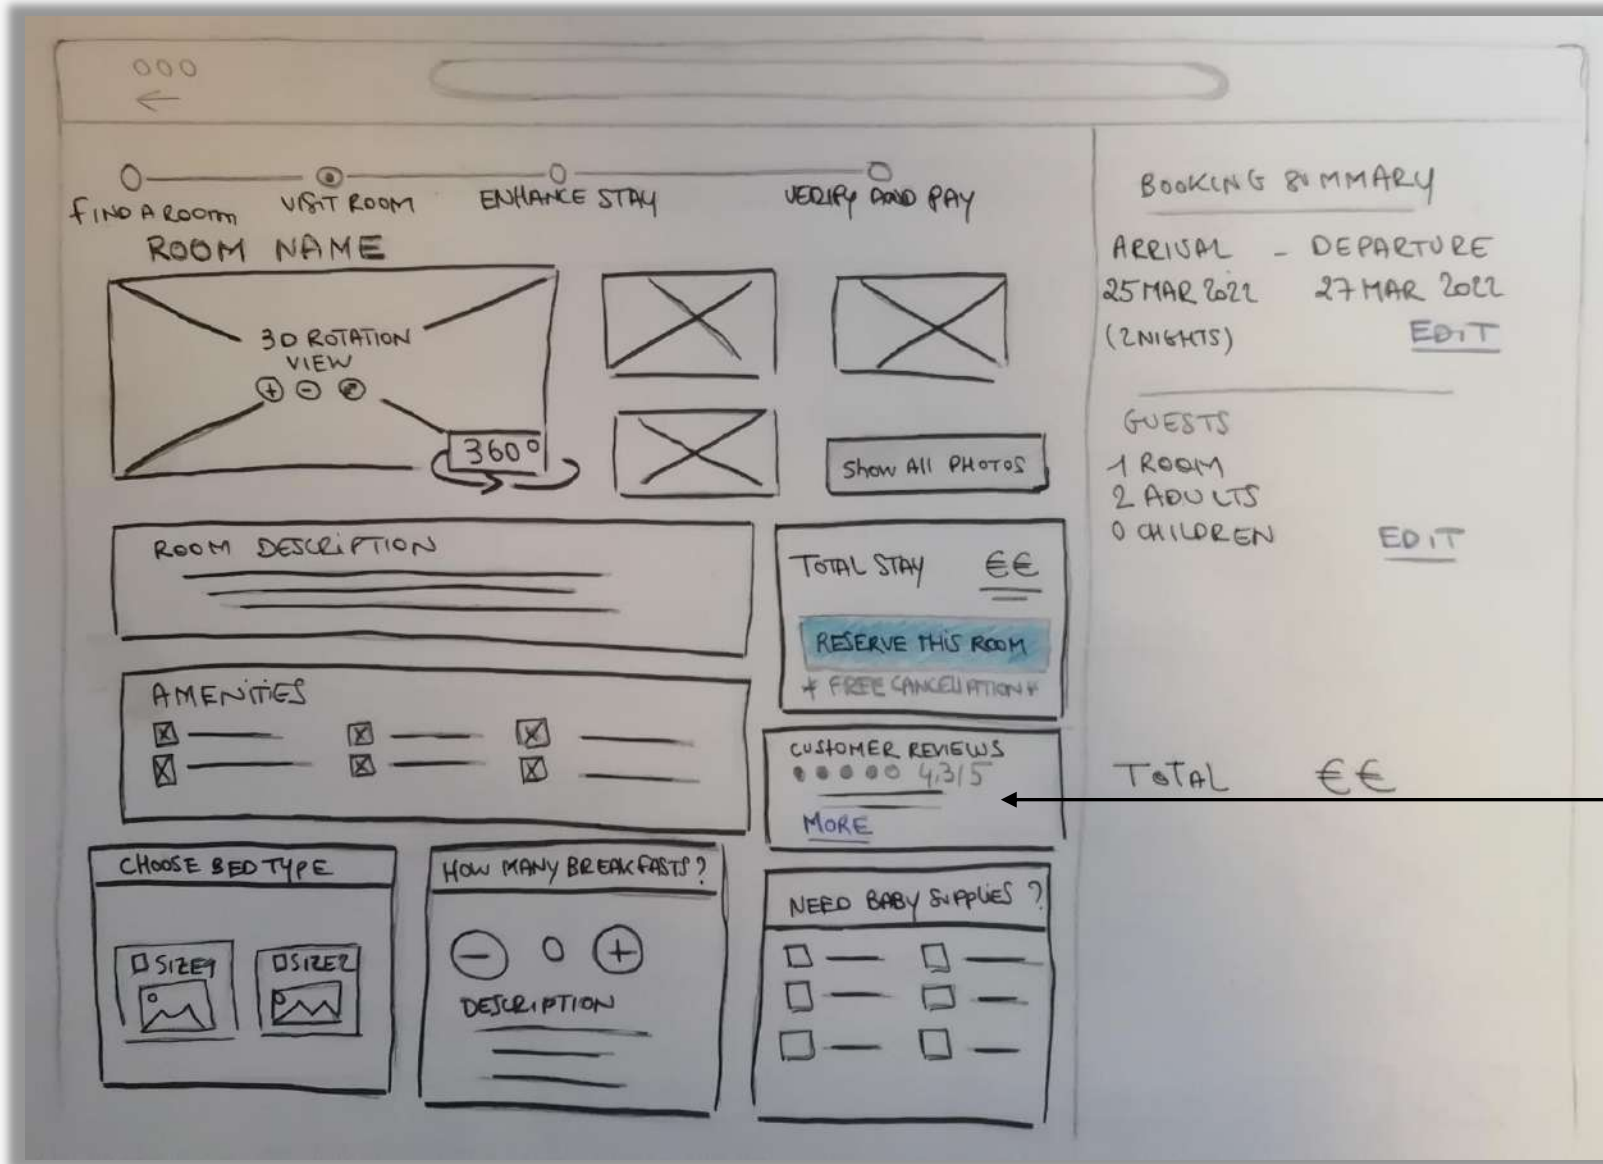 FIND A ROOM
VISIT ROOM
ENHANCE STAY
VERIFY AND PAY
ROOM NAME
3D ROTATION
VIEW
360°
Show All PHOTOS
ROOM DESCRIPTION
AMENITIES
TOTAL STAY €€
RESERVE THIS ROOM
* FREE CANCELLATION *
CUSTOMER REVIEWS
4,3/5
MORE
CHOOSE BED TYPE
SIZE1
SIZE2
HOW MANY BREAKFASTS?
- 0 +
DESCRIPTION
NEED BABY SUPPLIES ?
BOOKING SUMMARY
ARRIVAL - DEPARTURE
25 MAR 2022 27 MAR 2022
(2NIGHTS) EDIT
GUESTS
1 ROOM
2 ADULTS
0 CHILDREN EDIT
TOTAL €€